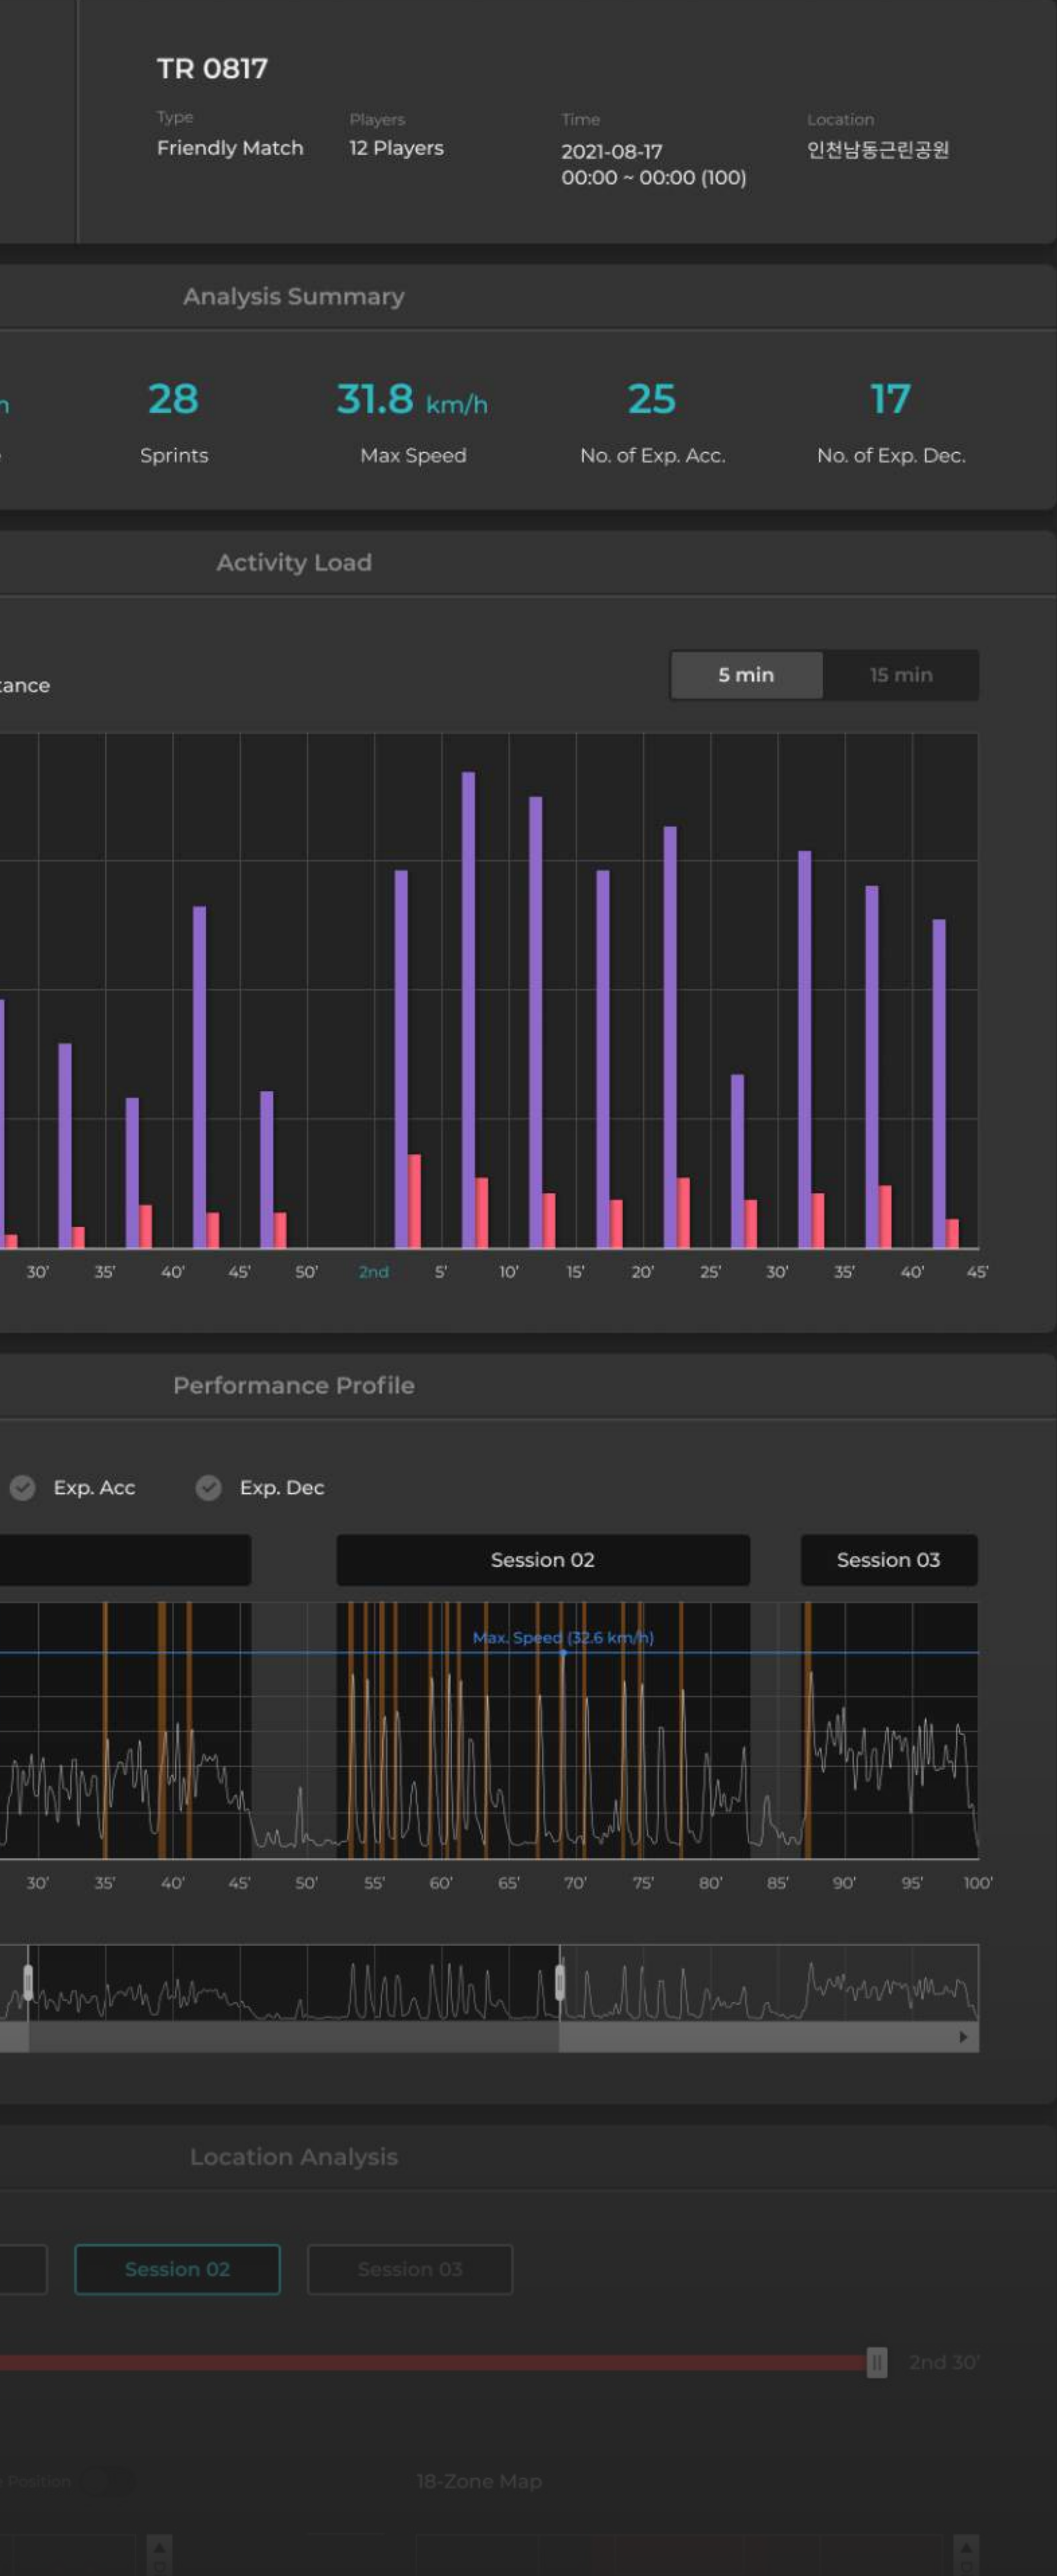 TR 0817
Type
Players
Time
Location
Friendly Match
12 Players
2021-08-17
00:00 ~ 00:00 (100)
인천남동근린공원
Analysis Summary
28
31.8 km/h
25
17
Sprints
Max Speed
No. of Exp. Acc.
No. of Exp. Dec.
Activity Load
5 min
15 min
30' 35' 40' 45' 50' 2nd 5' 10' 15' 20' 25' 30' 35' 40' 45'
Performance Profile
Exp. Acc
Exp. Dec
Session 02
Session 03
Max. Speed (32.6 km/h)
30' 35' 40' 45' 50' 55' 60' 65' 70' 75' 80' 85' 90' 95' 100'
Location Analysis
Session 02
Session 03
2nd 30'
Position
18-Zone Map